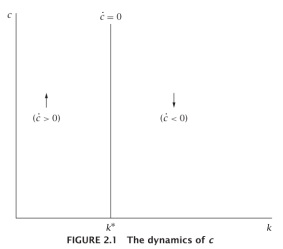 c
ċ = 0
(ċ > 0)
(ċ < 0)
k*
k
FIGURE 2.1 The dynamics of c